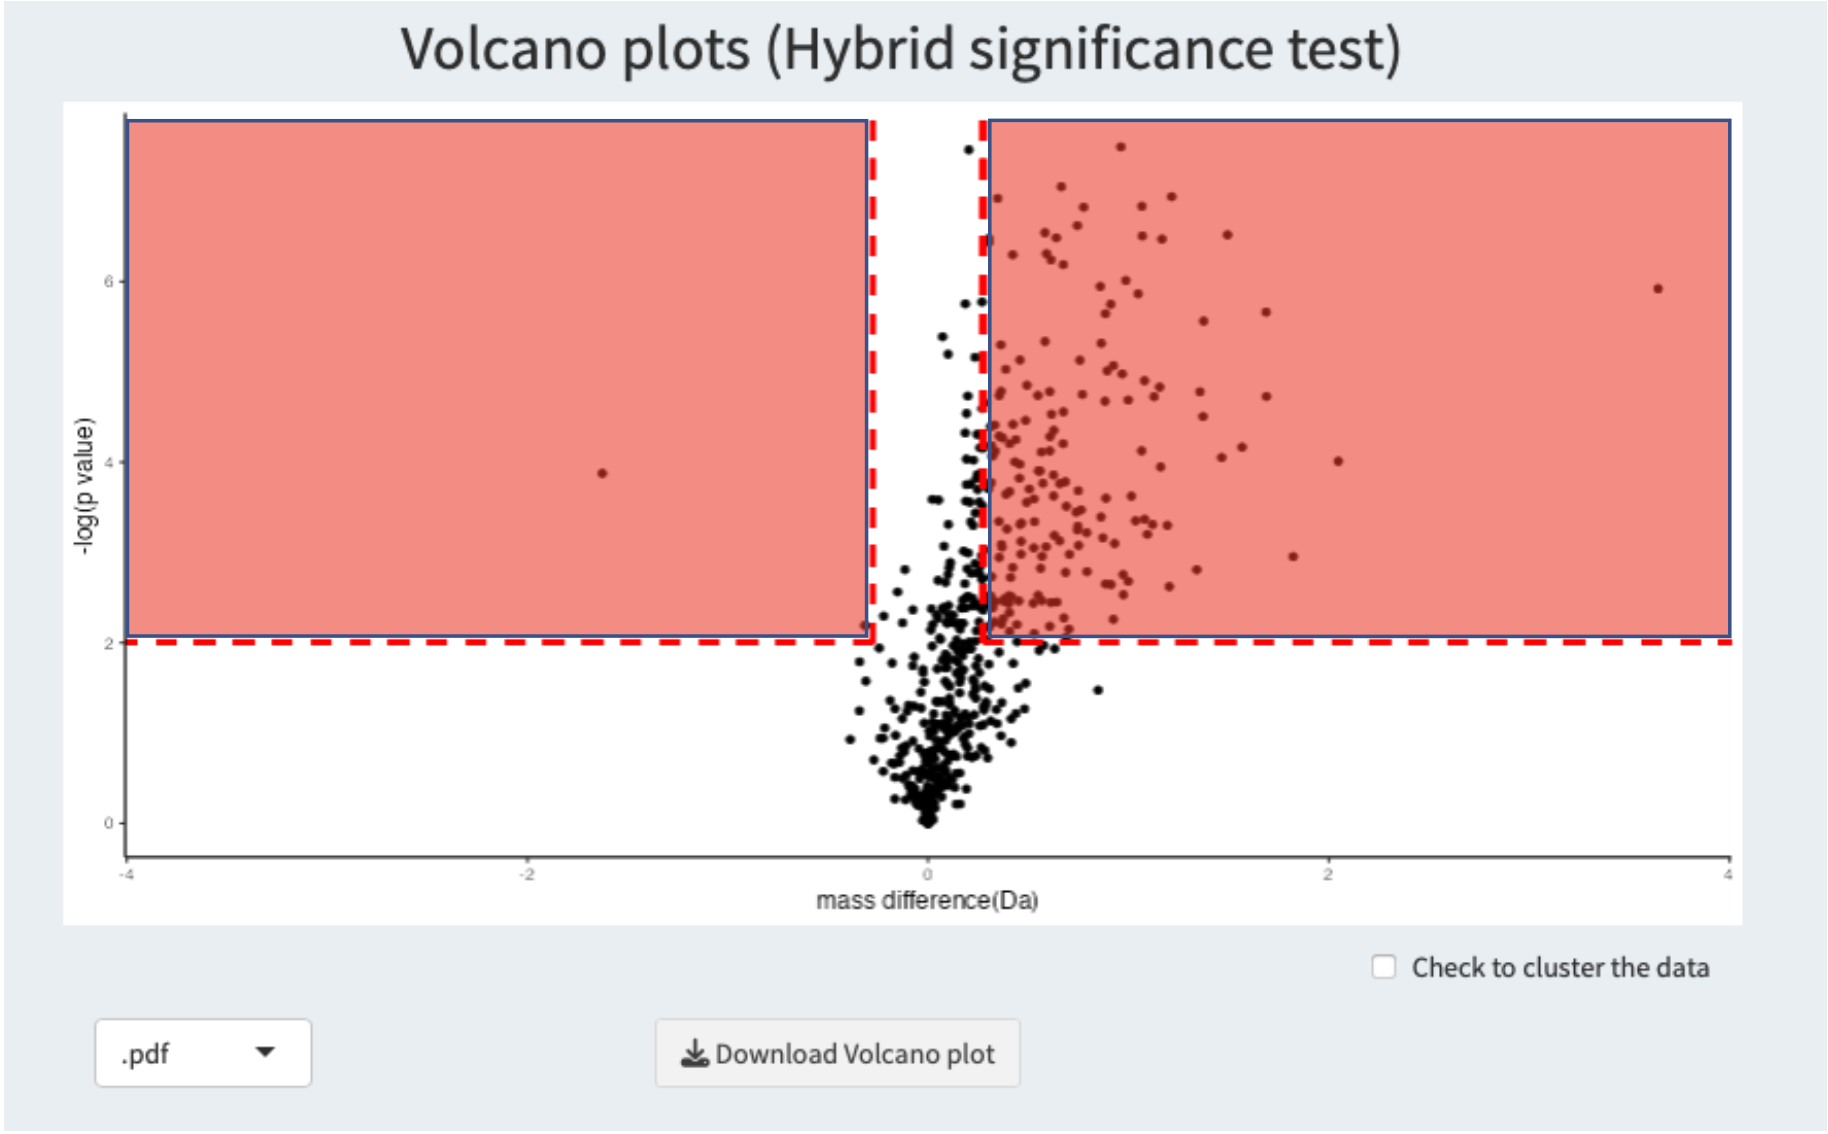 Volcano plots (Hybrid significance test)
6
4
2
0
-log(p value)
-4
-2
0
2
4
mass difference(Da)
Check to cluster the data
.pdf
Download Volcano plot